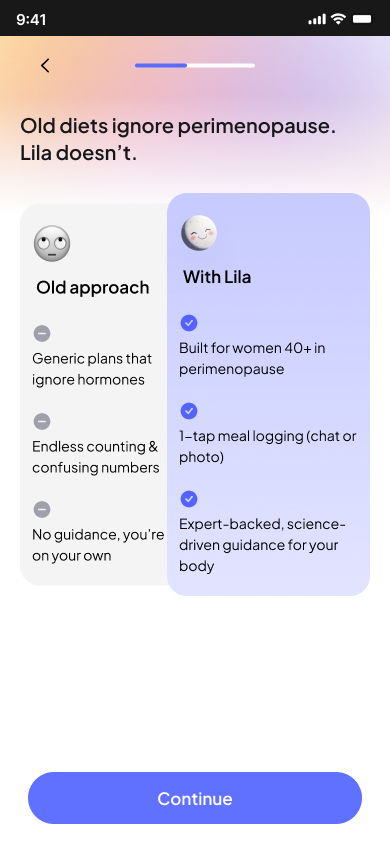 9:41
Old diets ignore perimenopause.
Lila doesn’t.
Old approach
Generic plans that
ignore hormones
Endless counting &
confusing numbers
No guidance, you’re
on your own
With Lila
Built for women 40+ in
perimenopause
1–tap meal logging (chat or
photo)
Expert-backed, science-
driven guidance for your
body
Continue